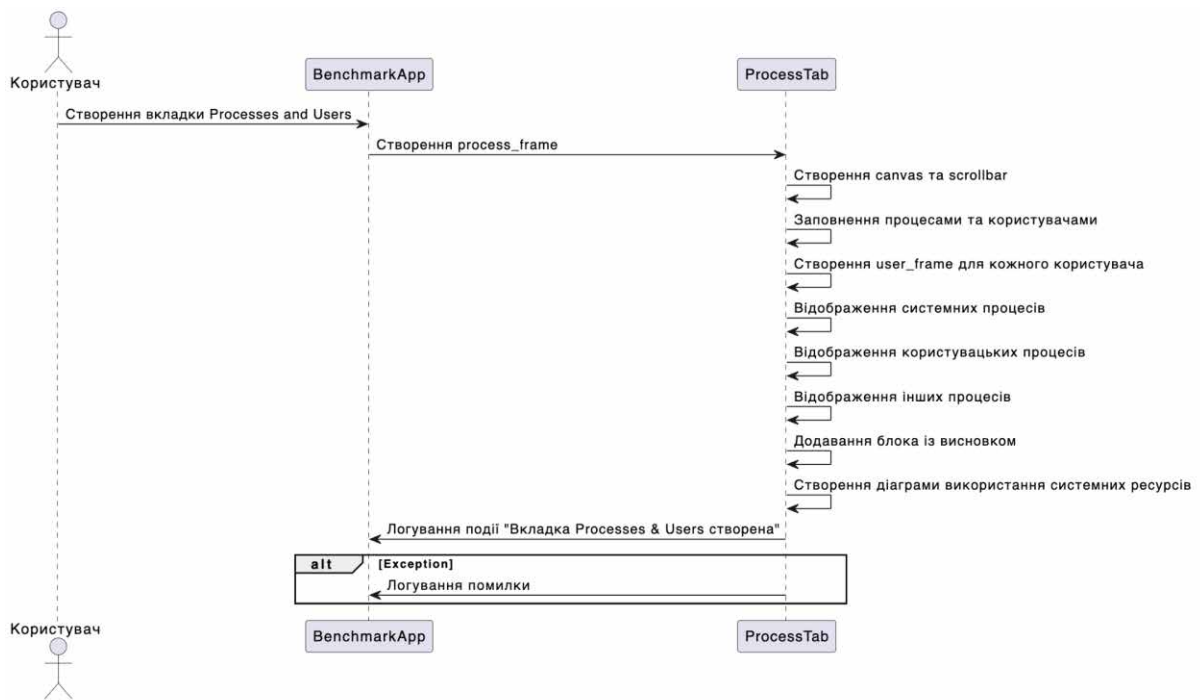 Користувач
BenchmarkApp
ProcessTab
Створення вкладки Processes and Users
Створення process_frame
Створення canvas та scrollbar
Заповнення процесами та користувачами
Створення user_frame для кожного користувача
Відображення системних процесів
Відображення користувацьких процесів
Відображення інших процесів
Додавання блока із висновком
Створення діаграми використання системних ресурсів
Логування події "Вкладка Processes & Users створена"
alt [Exception]
Логування помилки
Користувач
BenchmarkApp
ProcessTab